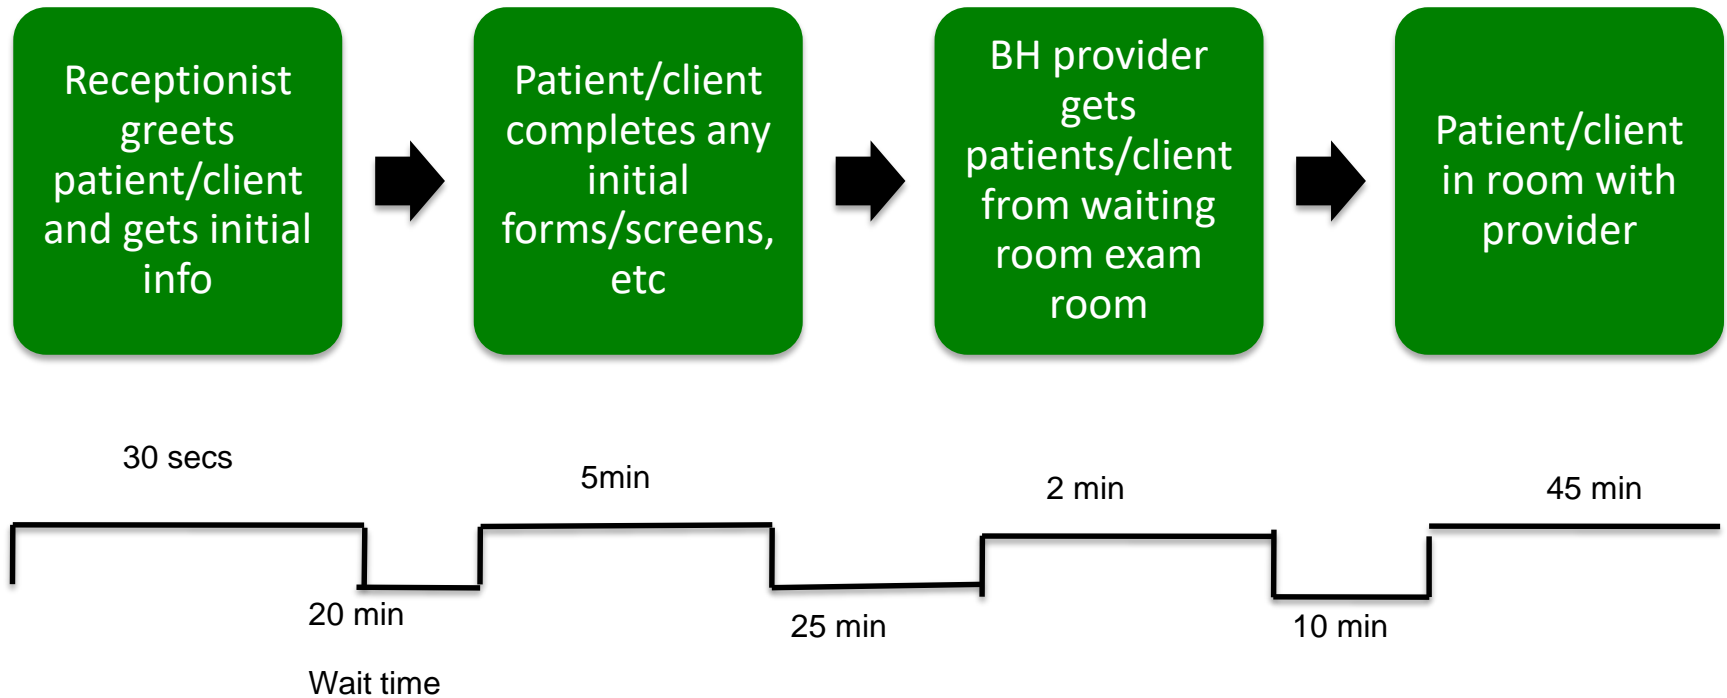 Receptionist
greets
patient/client
and gets initial
info
Patient/client
completes any
initial
forms/screens,
etc
BH provider
gets
patients/client
from waiting
room exam
room
Patient/client
in room with
provider
30 secs
5min
2 min
45 min
20 min
25 min
10 min
Wait time